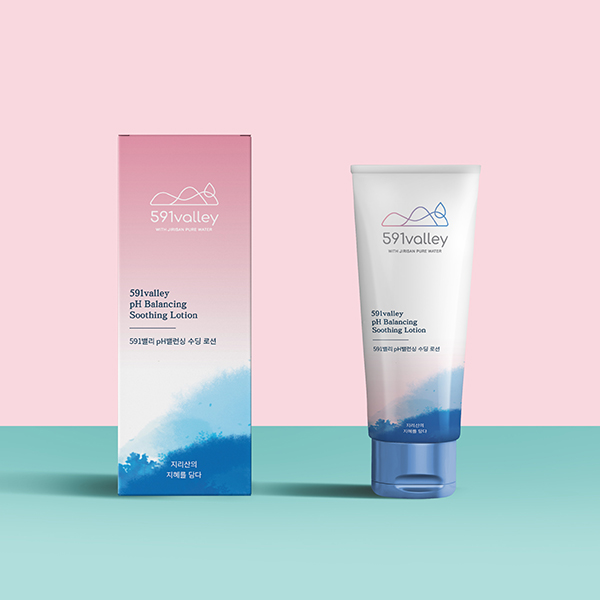 591valley
WITH JIRISAN PURE WATER
591valley
pH Balancing
Soothing Lotion
591밸리 pH밸런싱 수딩 로션
지리산의
지혜를 담다
591valley
WITH JIRISAN PURE WATER
591valley
pH Balancing
Soothing Lotion
591밸리 pH밸런싱 수딩 로션
지리산의
지혜를 담다